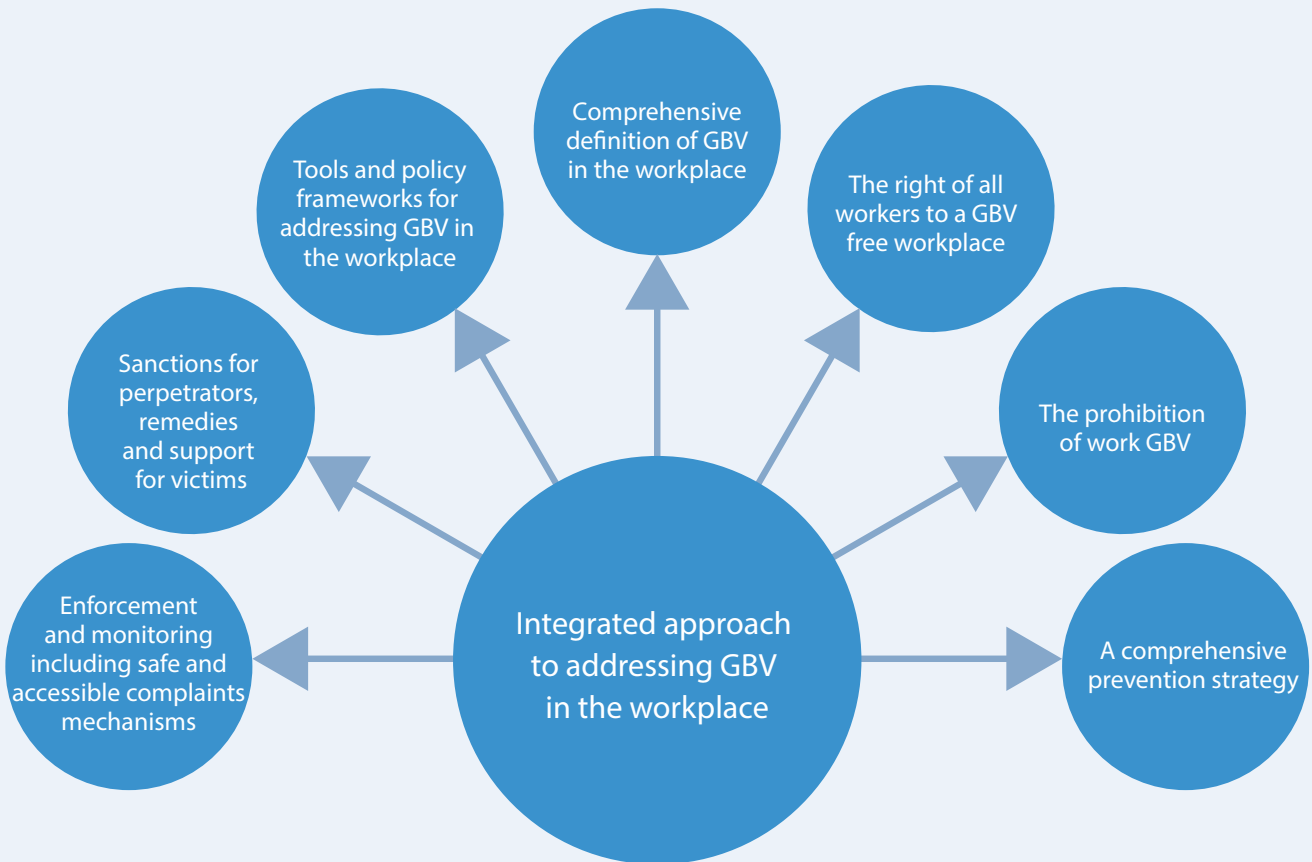 Comprehensive
definition of GBV
in the workplace
Tools and policy
frameworks for
addressing GBV in
the workplace
The right of all
workers to a GBV
free workplace
Sanctions for
perpetrators,
remedies
and support
for victims
The prohibition
of work GBV
Enforcement
and monitoring
including safe and
accessible complaints
mechanisms
Integrated approach
to addressing GBV
in the workplace
A comprehensive
prevention strategy